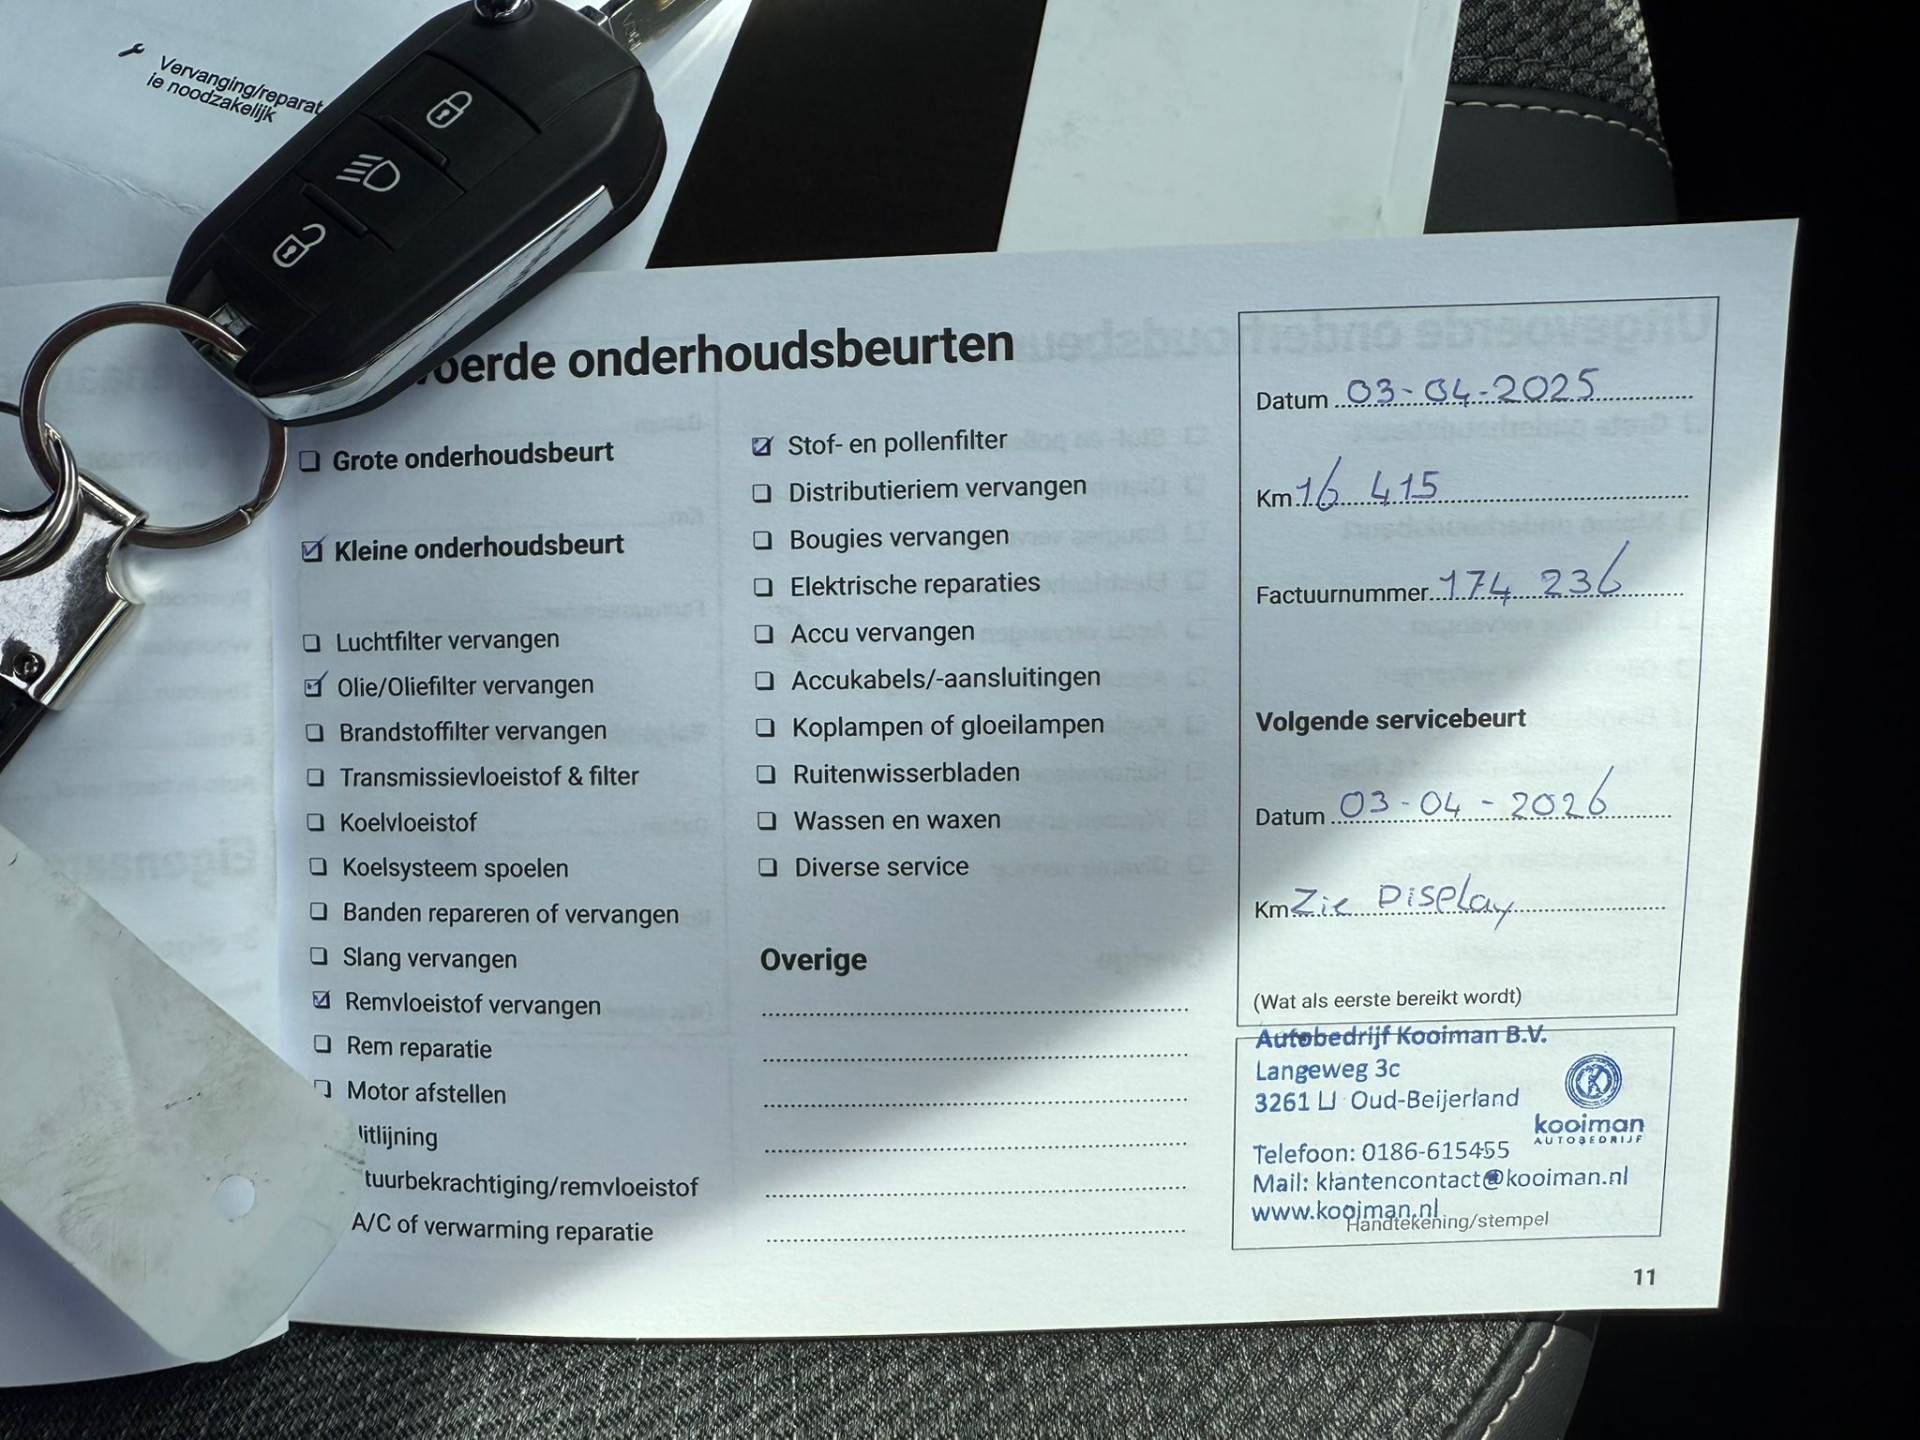 Vervanging/reparat
ie noodzakelijk
oerde onderhoudsbeurten
Grote onderhoudsbeurt
Kleine onderhoudsbeurt
Luchtfilter vervangen
Olie/Oliefilter vervangen
Brandstoffilter vervangen
Transmissievloeistof & filter
Koelvloeistof
Koelsysteem spoelen
Banden repareren of vervangen
Slang vervangen
Remvloeistof vervangen
Rem reparatie
Motor afstellen
itlijning
tuurbekrachtiging/remvloeistof
A/C of verwarming reparatie
Stof- en pollenfilter
Distributieriem vervangen
Bougies vervangen
Elektrische reparaties
Accu vervangen
Accukabels/-aansluitingen
Koplampen of gloeilampen
Ruitenwisserbladen
Wassen en waxen
Diverse service
Overige
Datum 03-04-2025
Km 16 415
Factuurnummer 174 236
Volgende servicebeurt
Datum 03-04-2026
Km Zie Display
(Wat als eerste bereikt wordt)
Autobedrijf Kooiman B.V.
Langeweg 3c
3261 LJ Oud-Beijerland
kooiman
AUTOBEDRIJF
Telefoon: 0186-615455
Mail: klantencontact@kooiman.nl
www.kooiman.nl
Handtekening/stempel
11